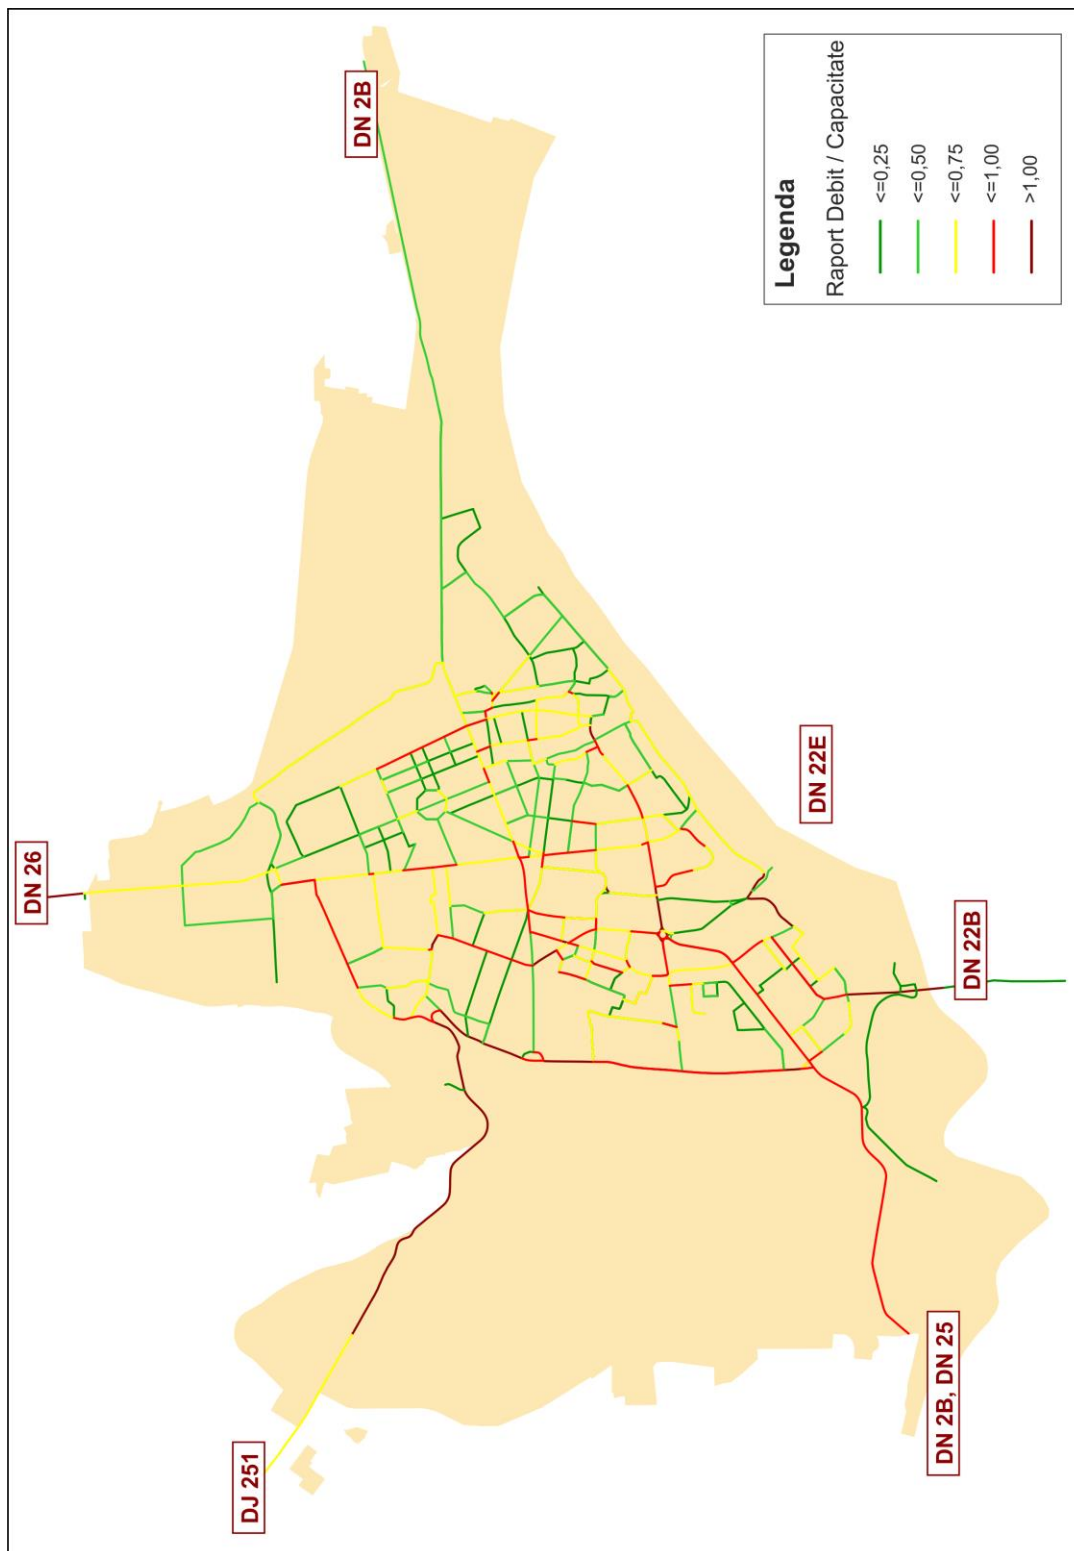 DJ 251
DN 26
DN 2B
DN 22E
DN 22B
DN 2B, DN 25
Legenda
Raport Debit / Capacitate
<=0,25
<=0,50
<=0,75
<=1,00
>1,00